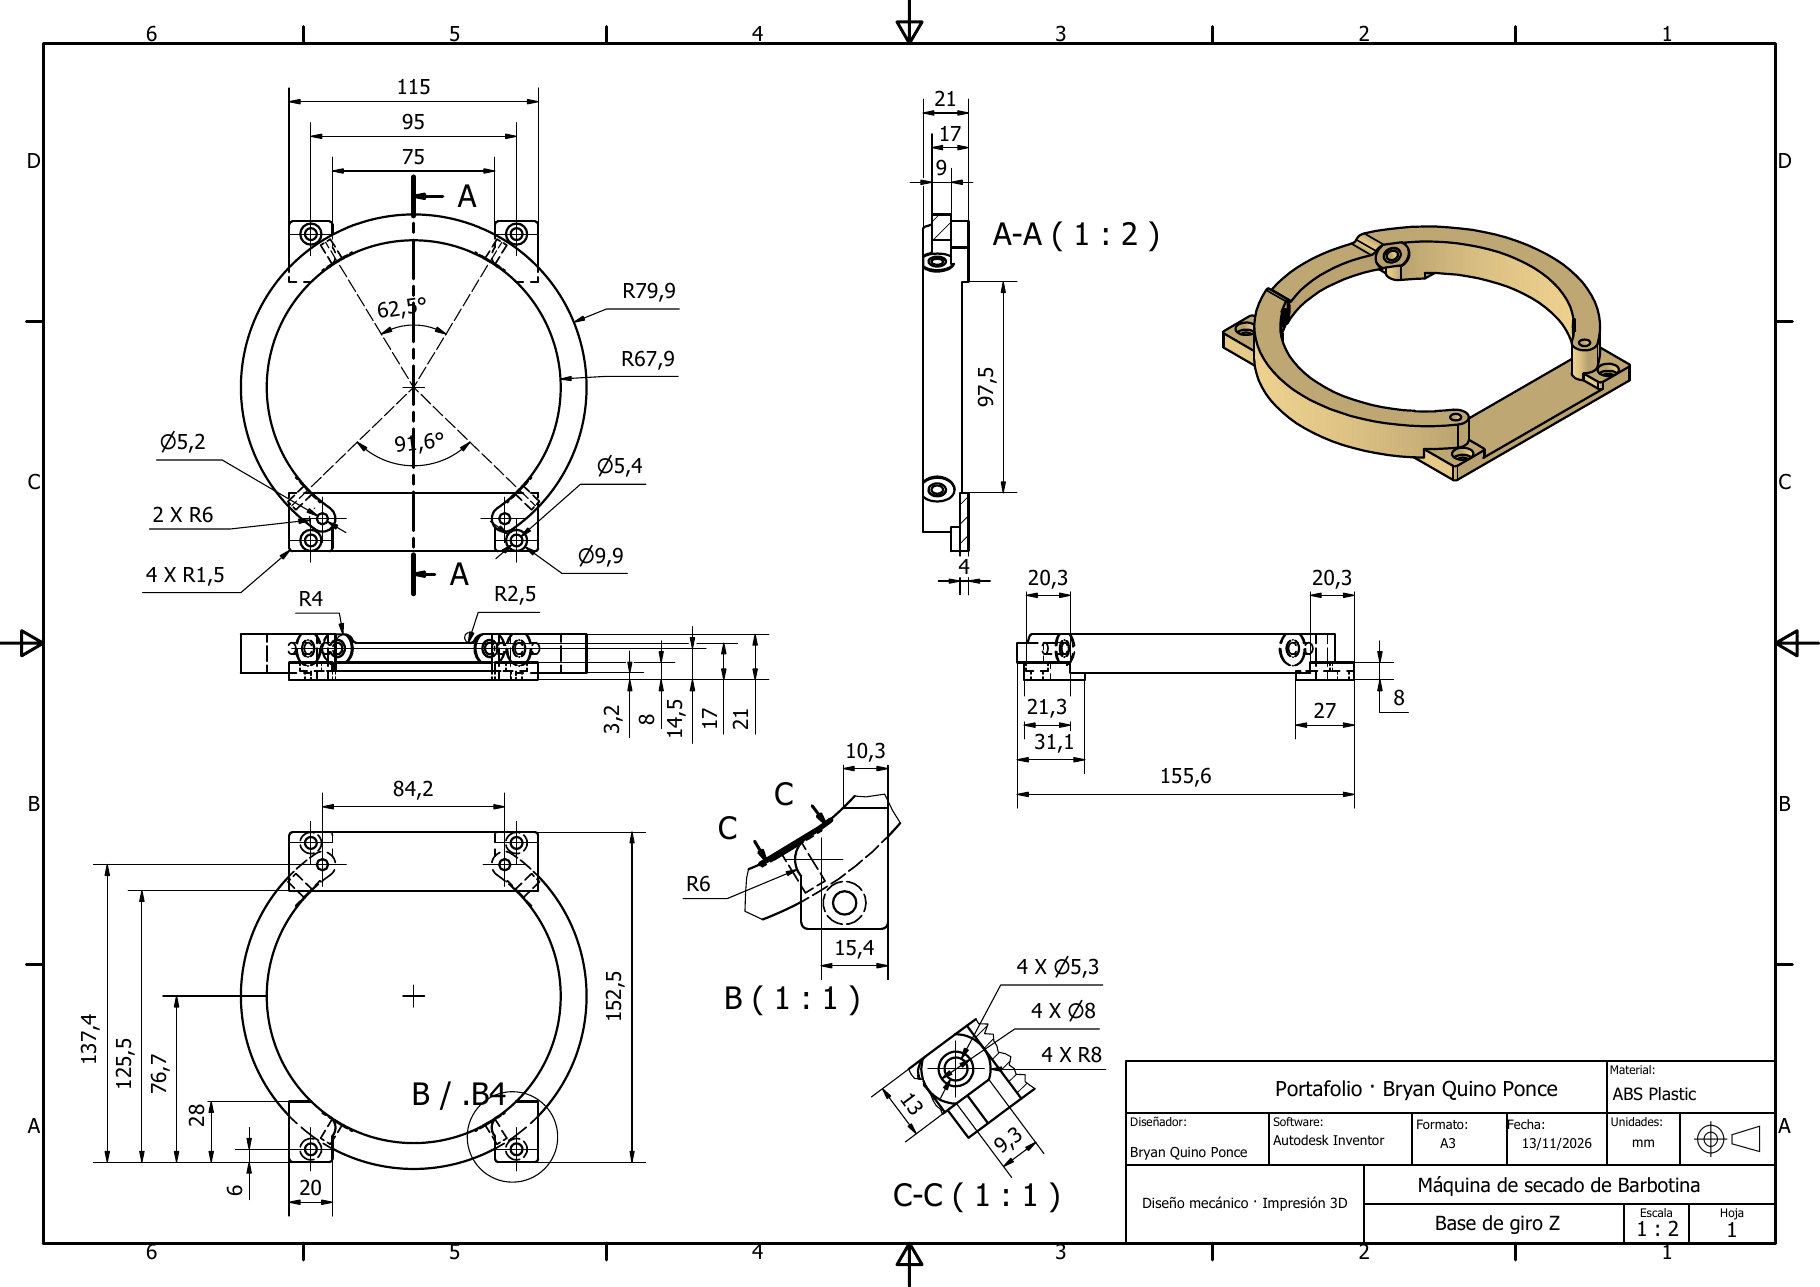 6 5 4 3 2 1
D
D
C
C
B
B
A
A
6 5 4 3 2 1
115
95
75
A
62,5°
R79,9
R67,9
91,6°
Ø5,2
Ø5,4
2 X R6
Ø9,9
4 X R1,5
A
21
17
9
A-A ( 1 : 2 )
97,5
4
R4
R2,5
3,2
8
14,5
17
21
20,3
20,3
21,3
31,1
27
8
155,6
84,2
137,4
125,5
76,7
28
6
20
152,5
B / .B4
10,3
C
C
R6
15,4
B ( 1 : 1 )
4 X Ø5,3
4 X Ø8
4 X R8
13
9,3
C-C ( 1 : 1 )
Portafolio · Bryan Quino Ponce
Material:
ABS Plastic
Diseñador:
Bryan Quino Ponce
Software:
Autodesk Inventor
Formato:
A3
Fecha:
13/11/2026
Unidades:
mm
Diseño mecánico · Impresión 3D
Máquina de secado de Barbotina
Base de giro Z
Escala
1 : 2
Hoja
1